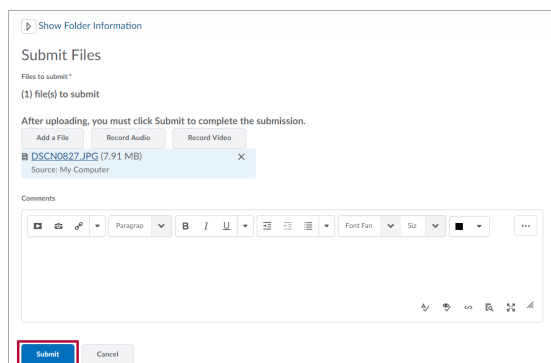 Show Folder Information
Submit Files
Files to submit *
(1) file(s) to submit
After uploading, you must click Submit to complete the submission.
Add a File Record Audio Record Video
DSCN0827.JPG (7.91 MB)
Source: My Computer
Comments
Paragrap B I U Font Fan Siz
Submit Cancel